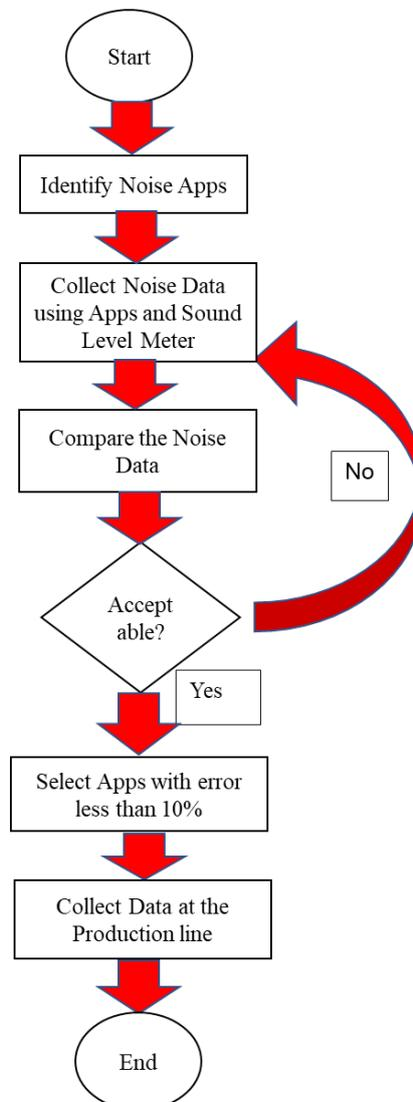 Start
Identify Noise Apps
Collect Noise Data
using Apps and Sound
Level Meter
Compare the Noise
Data
No
Accept
able?
Yes
Select Apps with error
less than 10%
Collect Data at the
Production line
End